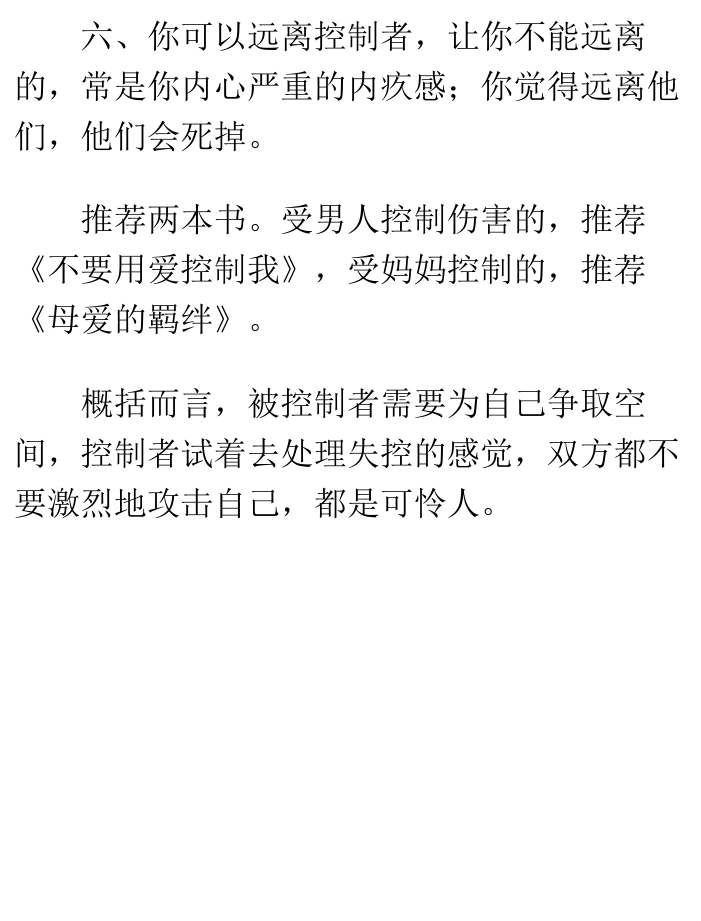 六、你可以远离控制者，让你不能远离
的，常是你内心严重的内疚感；你觉得远离他
们，他们会死掉。
推荐两本书。受男人控制伤害的，推荐
《不要用爱控制我》，受妈妈控制的，推荐
《母爱的羁绊》。
概括而言，被控制者需要为自己争取空
间，控制者试着去处理失控的感觉，双方都不
要激烈地攻击自己，都是可怜人。